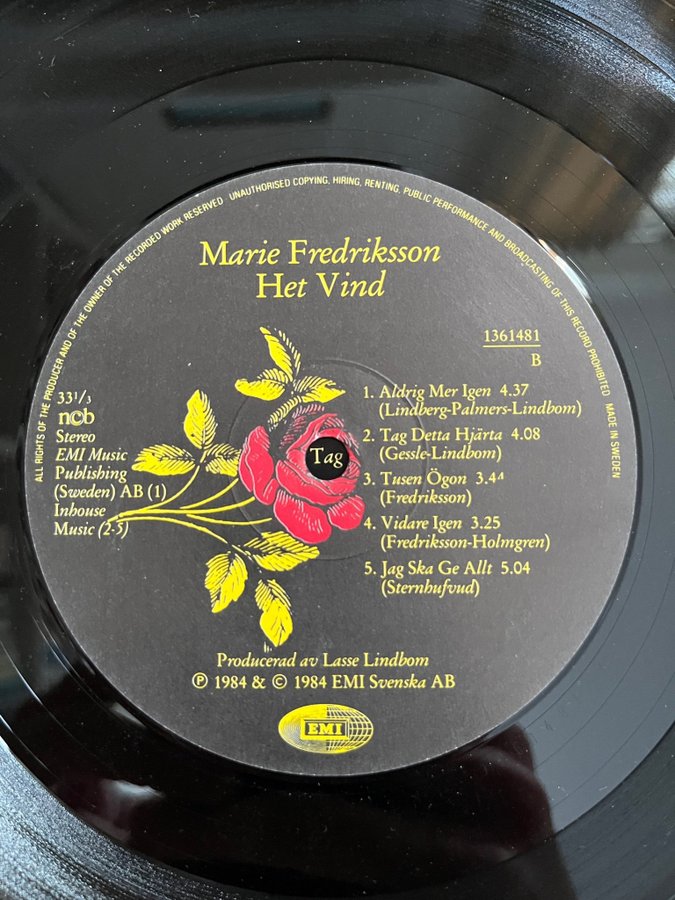 ALL RIGHTS OF THE PRODUCER AND OF THE OWNER OF THE RECORDED WORK RESERVED UNAUTHORISED COPYING, HIRING, RENTING, PUBLIC PERFORMANCE AND BROADCASTING OF THIS RECORD PROHIBITED MADE IN SWEDEN
Marie Fredriksson
Het Vind
1361481
B
33 1/3
ncb
Stereo
EMI Music
Publishing
(Sweden) AB (1)
Inhouse
Music (2-5)
Tag
1. Aldrig Mer Igen 4.37
(Lindberg-Palmers-Lindbom)
2. Tag Detta Hjärta 4.08
(Gessle-Lindbom)
3. Tusen Ögon 3.44
(Fredriksson)
4. Vidare Igen 3.25
(Fredriksson-Holmgren)
5. Jag Ska Ge Allt 5.04
(Sternhufvud)
Producerad av Lasse Lindbom
℗ 1984 & © 1984 EMI Svenska AB
EMI